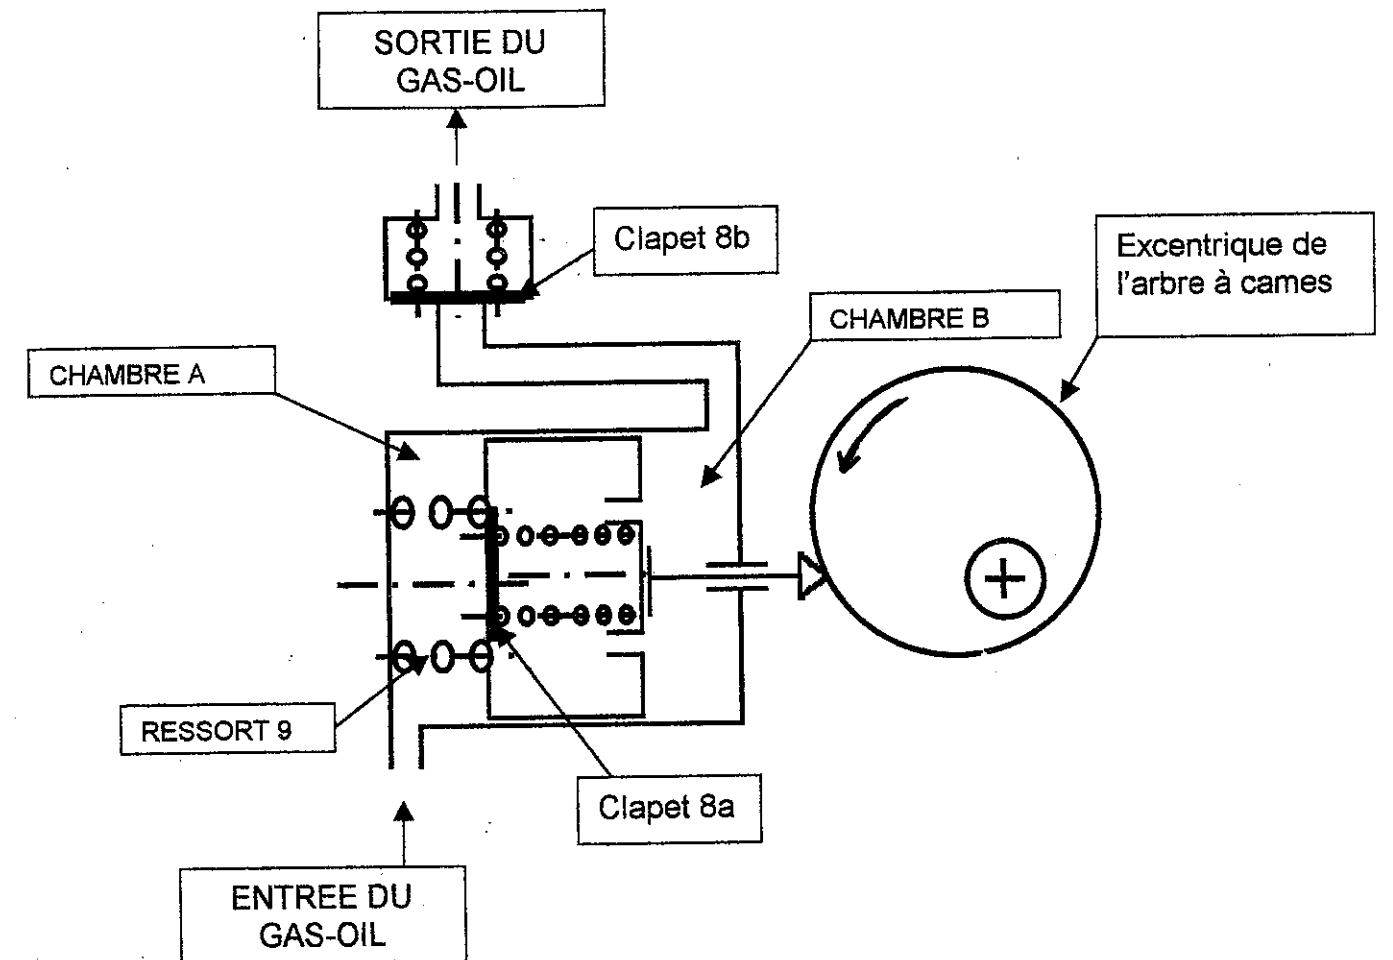 SORTIE DU
GAS-OIL
Clapet 8b
Excentrique de
l'arbre à cames
CHAMBRE B
CHAMBRE A
RESSORT 9
Clapet 8a
ENTREE DU
GAS-OIL